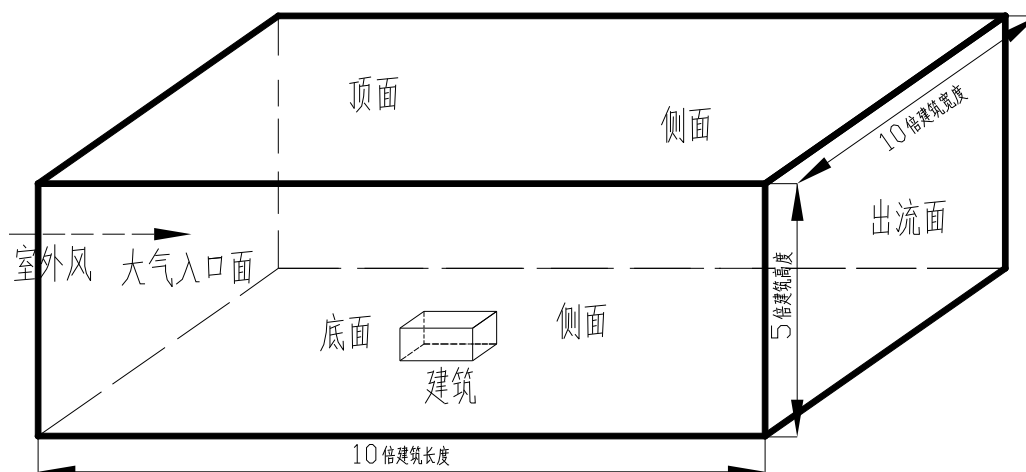 顶面
侧面
10倍建筑宽度
出流面
室外风
大气入口面
5倍建筑高度
底面
侧面
建筑
10倍建筑长度